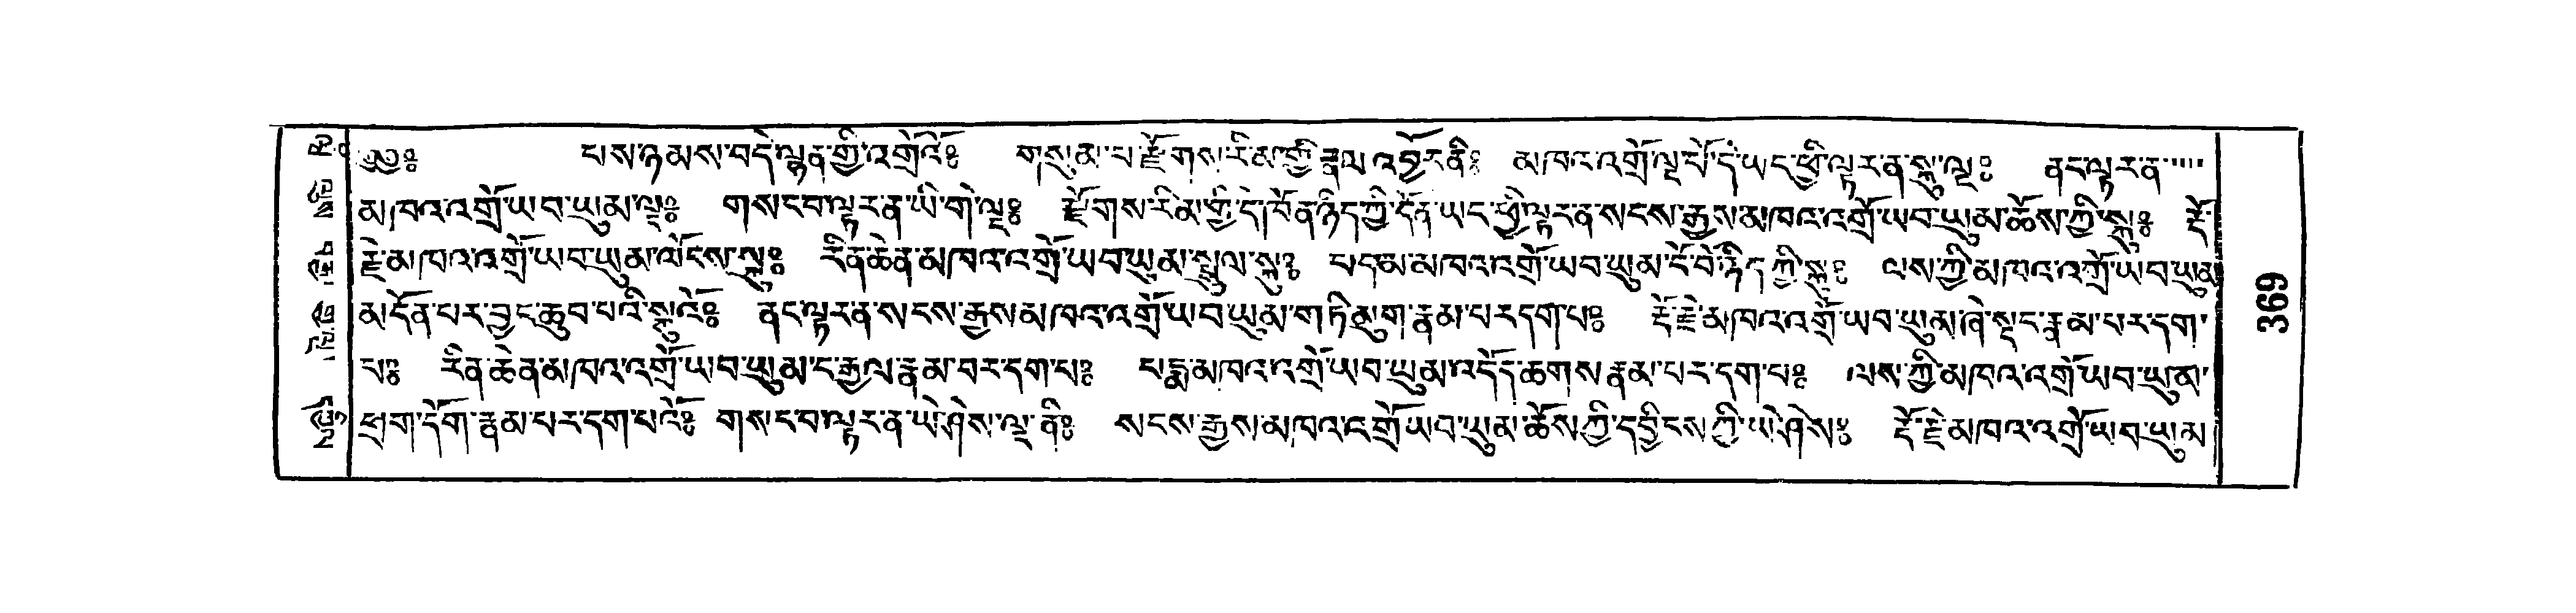 ༄༅༔ པས་ཉམས་བདེ་ལྡན་གྱི་འགྲེའོ༔ གསུམ་པ་རྫོགས་རིམ་གྱི་རྣལ་འབྱོར་ནི༔ མཁའ་འགྲོ་ལྔ་པོ་དེ་ཡང་ཕྱི་ལྟར་ན་སྐུ་ལྔ༔ ནང་ལྟར་ན་
མཁའ་འགྲོ་ཡབ་ཡུམ་ལྔ༔ གསང་བ་ལྟར་ན་ཡི་གེ་ལྔ༔ རྫོགས་རིམ་གྱི་དེ་ཁོ་ན་ཉིད་ཀྱི་དོན་ཡང་ཕྱི་ལྟར་ན་སངས་རྒྱས་མཁའ་འགྲོ་ཡབ་ཡུམ་ཆོས་ཀྱི་སྐུ༔ རྡོ་
རྗེ་མཁའ་འགྲོ་ཡབ་ཡུམ་ལོངས་སྐུ༔ རིན་ཆེན་མཁའ་འགྲོ་ཡབ་ཡུམ་སྤྲུལ་སྐུ༔ པདམ་མཁའ་འགྲོ་ཡབ་ཡུམ་ངོ་བོ་ཉིད་ཀྱི་སྐུ༔ ལས་ཀྱི་མཁའ་འགྲོ་ཡབ་ཡུམ
མངོན་པར་བྱང་ཆུབ་པའི་སྐུའོ༔ ནང་ལྟར་ན་སངས་རྒྱས་མཁའ་འགྲོ་ཡབ་ཡུམ་གཏི་མུག་རྣམ་པར་དག་པ༔ རྡོ་རྗེ་མཁའ་འགྲོ་ཡབ་ཡུམ་ཞེ་སྡང་རྣམ་པར་དག་
པ༔ རིན་ཆེན་མཁའ་འགྲོ་ཡབ་ཡུམ་ང་རྒྱལ་རྣམ་པར་དག་པ༔ པདྨ་མཁའ་འགྲོ་ཡབ་ཡུམ་འདོད་ཆགས་རྣམ་པར་དག་པ༔ ལས་ཀྱི་མཁའ་འགྲོ་ཡབ་ཡུམ་
ཕྲག་དོག་རྣམ་པར་དག་པའོ༔ གསང་བ་ལྟར་ན་ཡེ་ཤེས་ལྔ་ནི༔ སངས་རྒྱས་མཁའ་འགྲོ་ཡབ་ཡུམ་ཆོས་ཀྱི་དབྱིངས་ཀྱི་ཡེ་ཤེས༔ རྡོ་རྗེ་མཁའ་འགྲོ་ཡབ་ཡུམ